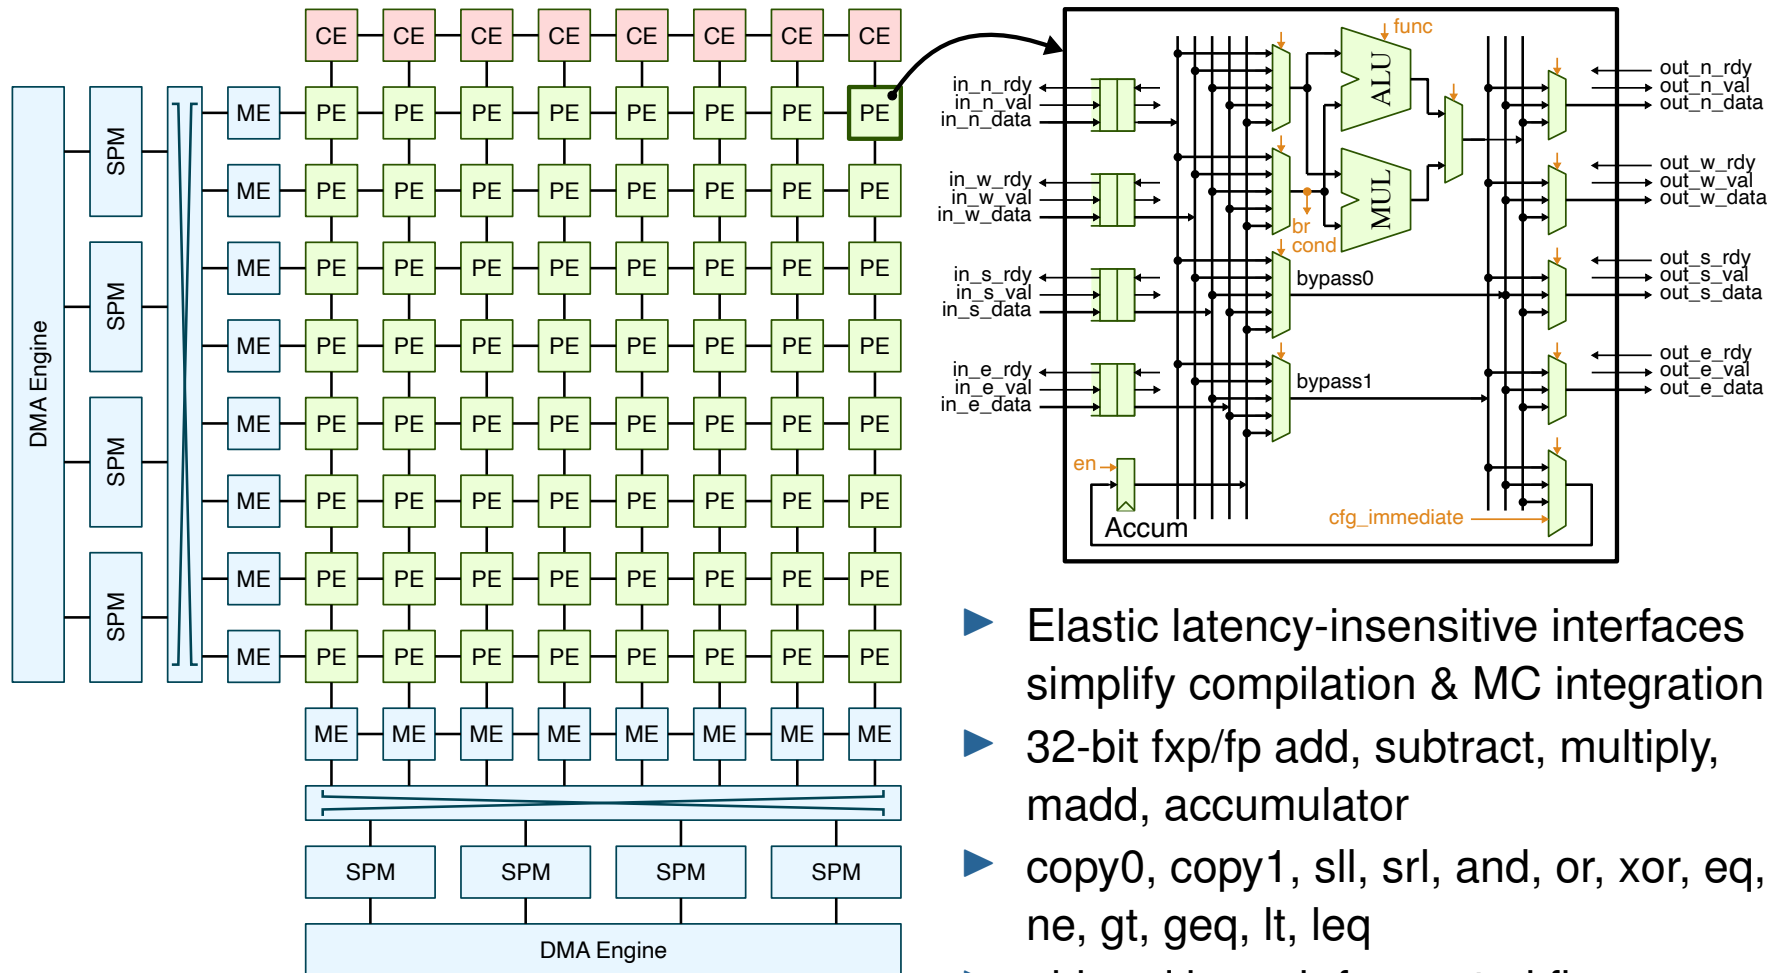 CE CE CE CE CE CE CE CE
ME PE PE PE PE PE PE PE PE
ME PE PE PE PE PE PE PE PE
ME PE PE PE PE PE PE PE PE
ME PE PE PE PE PE PE PE PE
ME PE PE PE PE PE PE PE PE
ME PE PE PE PE PE PE PE PE
ME PE PE PE PE PE PE PE PE
ME PE PE PE PE PE PE PE PE
ME ME ME ME ME ME ME ME
DMA Engine
SPM
SPM
SPM
SPM
SPM SPM SPM SPM
DMA Engine
in_n_rdy
in_n_val
in_n_data
in_w_rdy
in_w_val
in_w_data
in_s_rdy
in_s_val
in_s_data
in_e_rdy
in_e_val
in_e_data
func
ALU
MUL
br
cond
bypass0
bypass1
en
Accum
cfg_immediate
out_n_rdy
out_n_val
out_n_data
out_w_rdy
out_w_val
out_w_data
out_s_rdy
out_s_val
out_s_data
out_e_rdy
out_e_val
out_e_data
Elastic latency-insensitive interfaces
simplify compilation & MC integration
32-bit fxp/fp add, subtract, multiply,
madd, accumulator
copy0, copy1, sll, srl, and, or, xor, eq,
ne, gt, geq, lt, leq